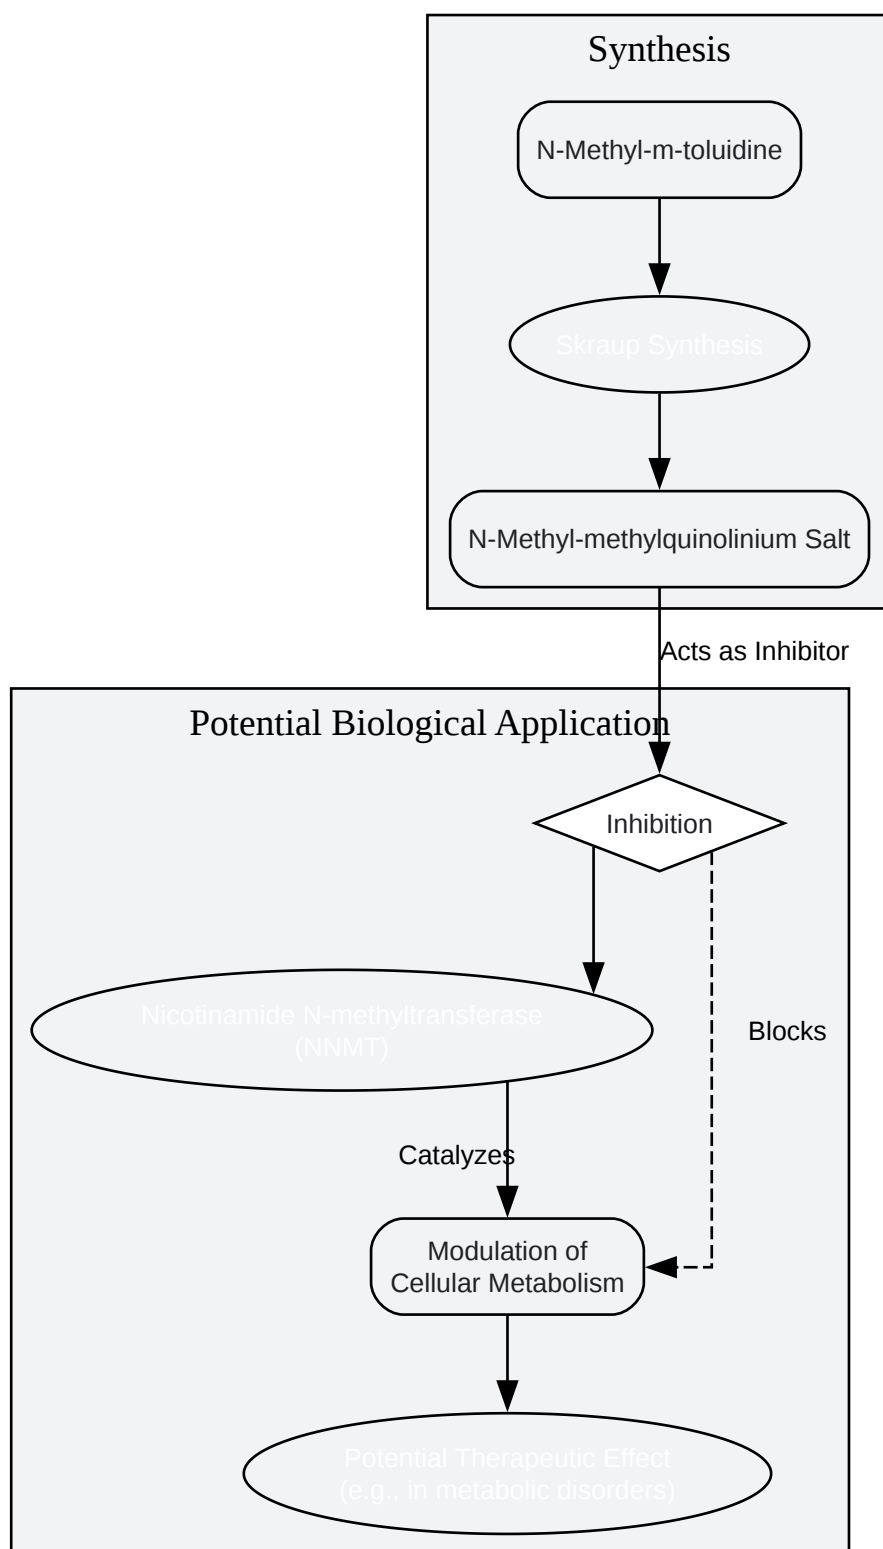 Synthesis
N-Methyl-m-toluidine
Skraup Synthesis
N-Methyl-methylquinolinium Salt
Acts as Inhibitor
Potential Biological Application
Inhibition
Nicotinamide N-methyltransferase
(NNMT)
Blocks
Catalyzes
Modulation of
Cellular Metabolism
Potential Therapeutic Effect
(e.g., in metabolic disorders)